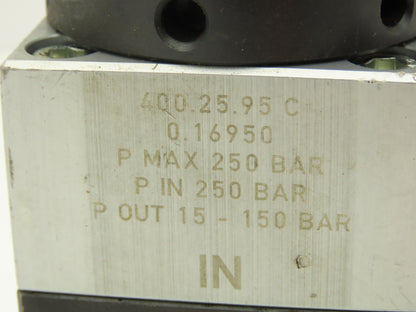 400.25.95 C
0.16950
P MAX 250 BAR
P IN 250 BAR
P OUT 15 - 150 BAR
IN